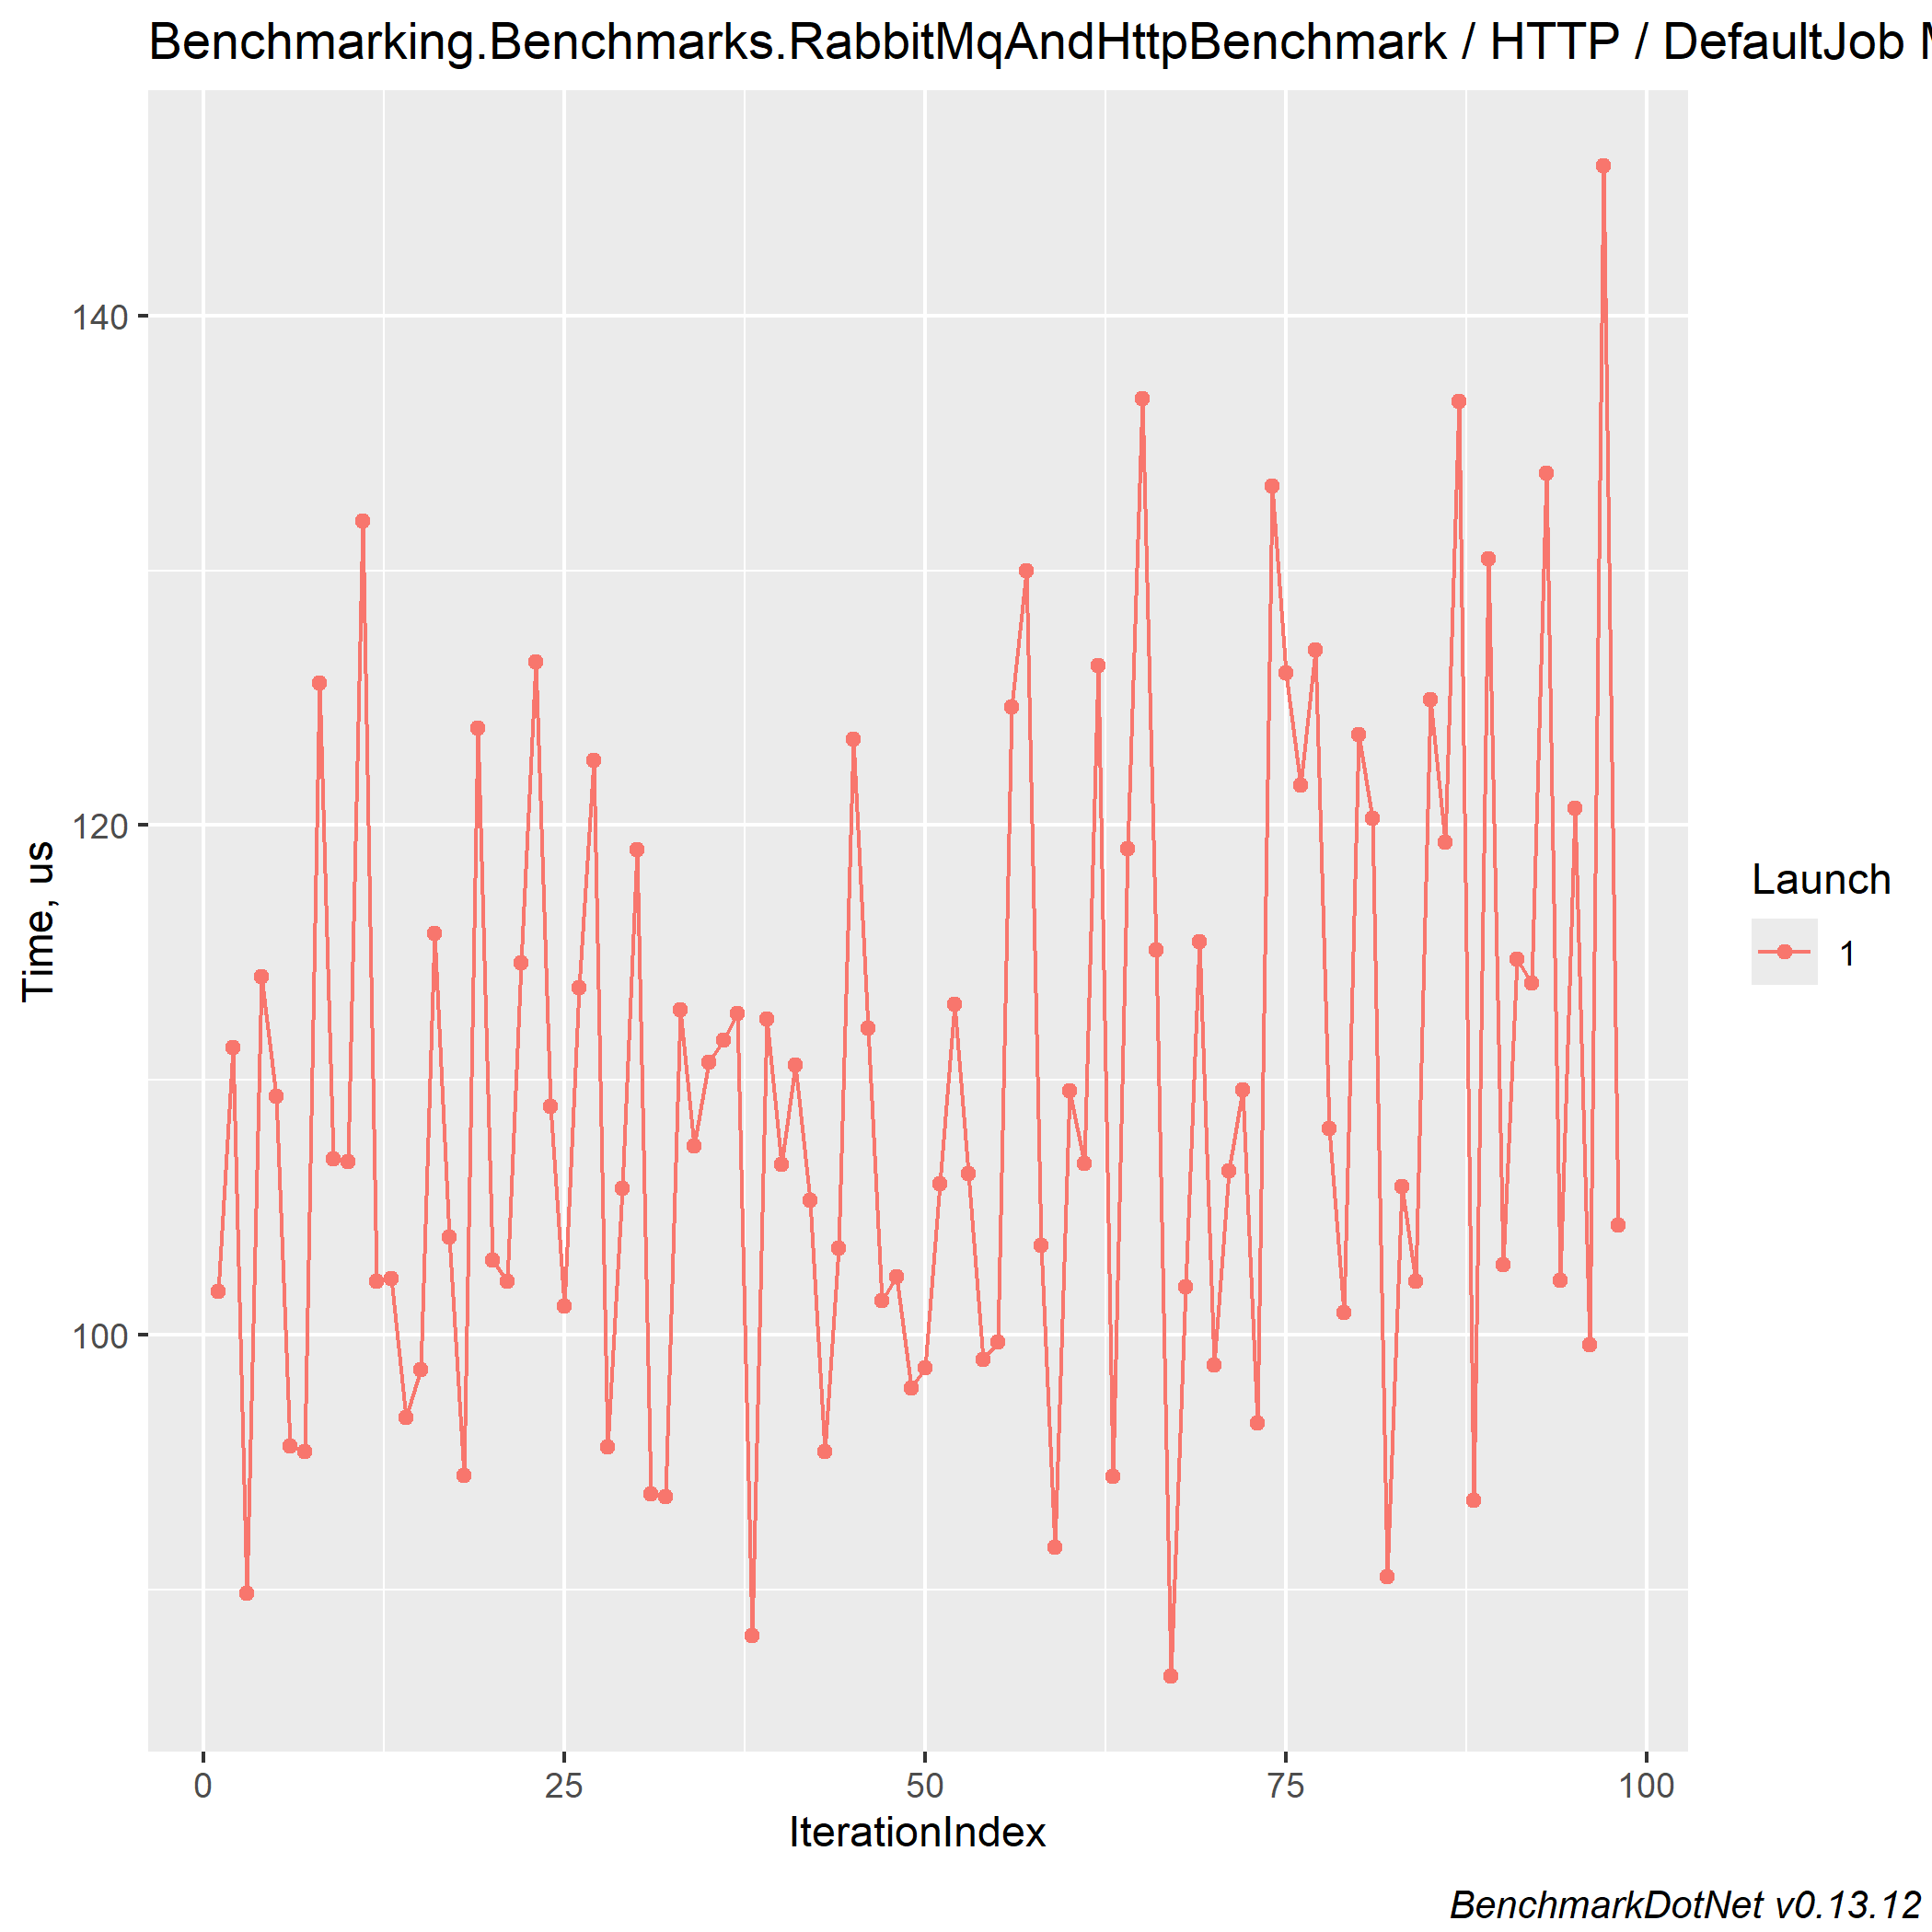 Benchmarking.Benchmarks.RabbitMqAndHttpBenchmark / HTTP / DefaultJob
140
120
100
Time, us
0 25 50 75 100
IterationIndex
Launch
1
BenchmarkDotNet v0.13.12